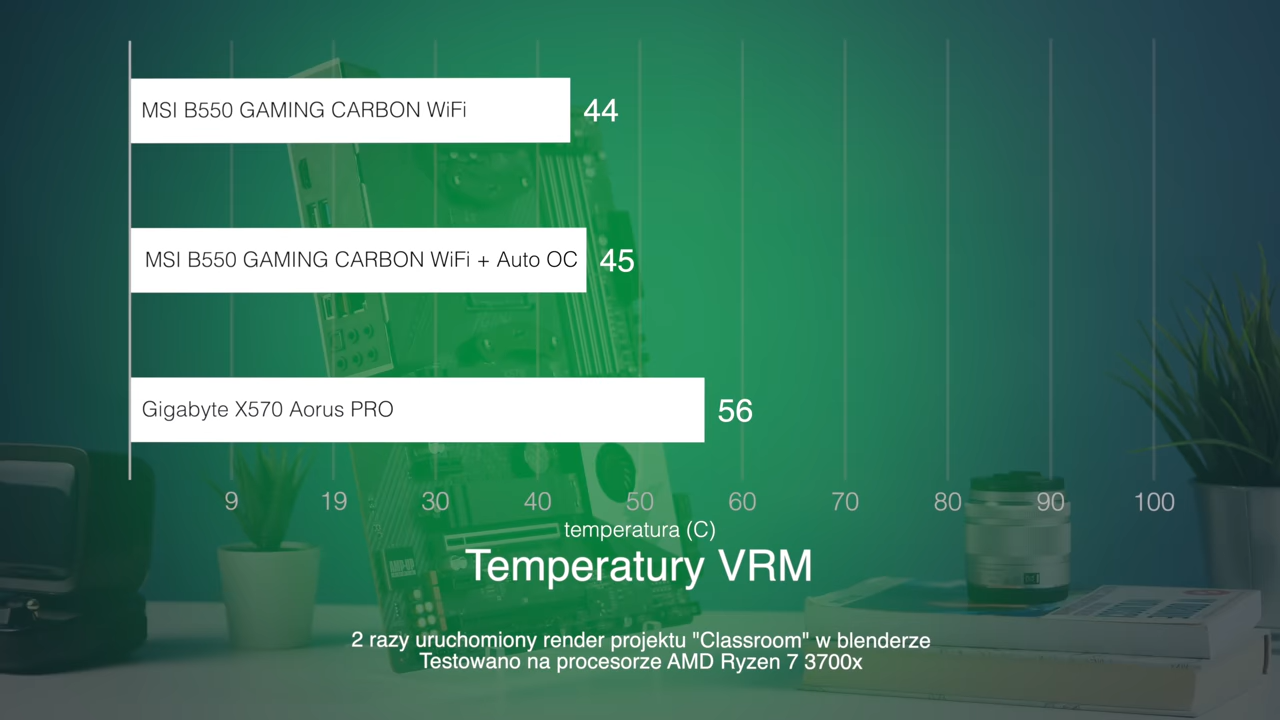 MSI B550 GAMING CARBON WiFi 44
MSI B550 GAMING CARBON WiFi + Auto OC 45
Gigabyte X570 Aorus PRO 56
9 19 30 40 50 60 70 80 90 100
temperatura (C)
Temperatury VRM
AMP-UP
2 razy uruchomiony render projektu "Classroom" w blenderze
Testowano na procesorze AMD Ryzen 7 3700x